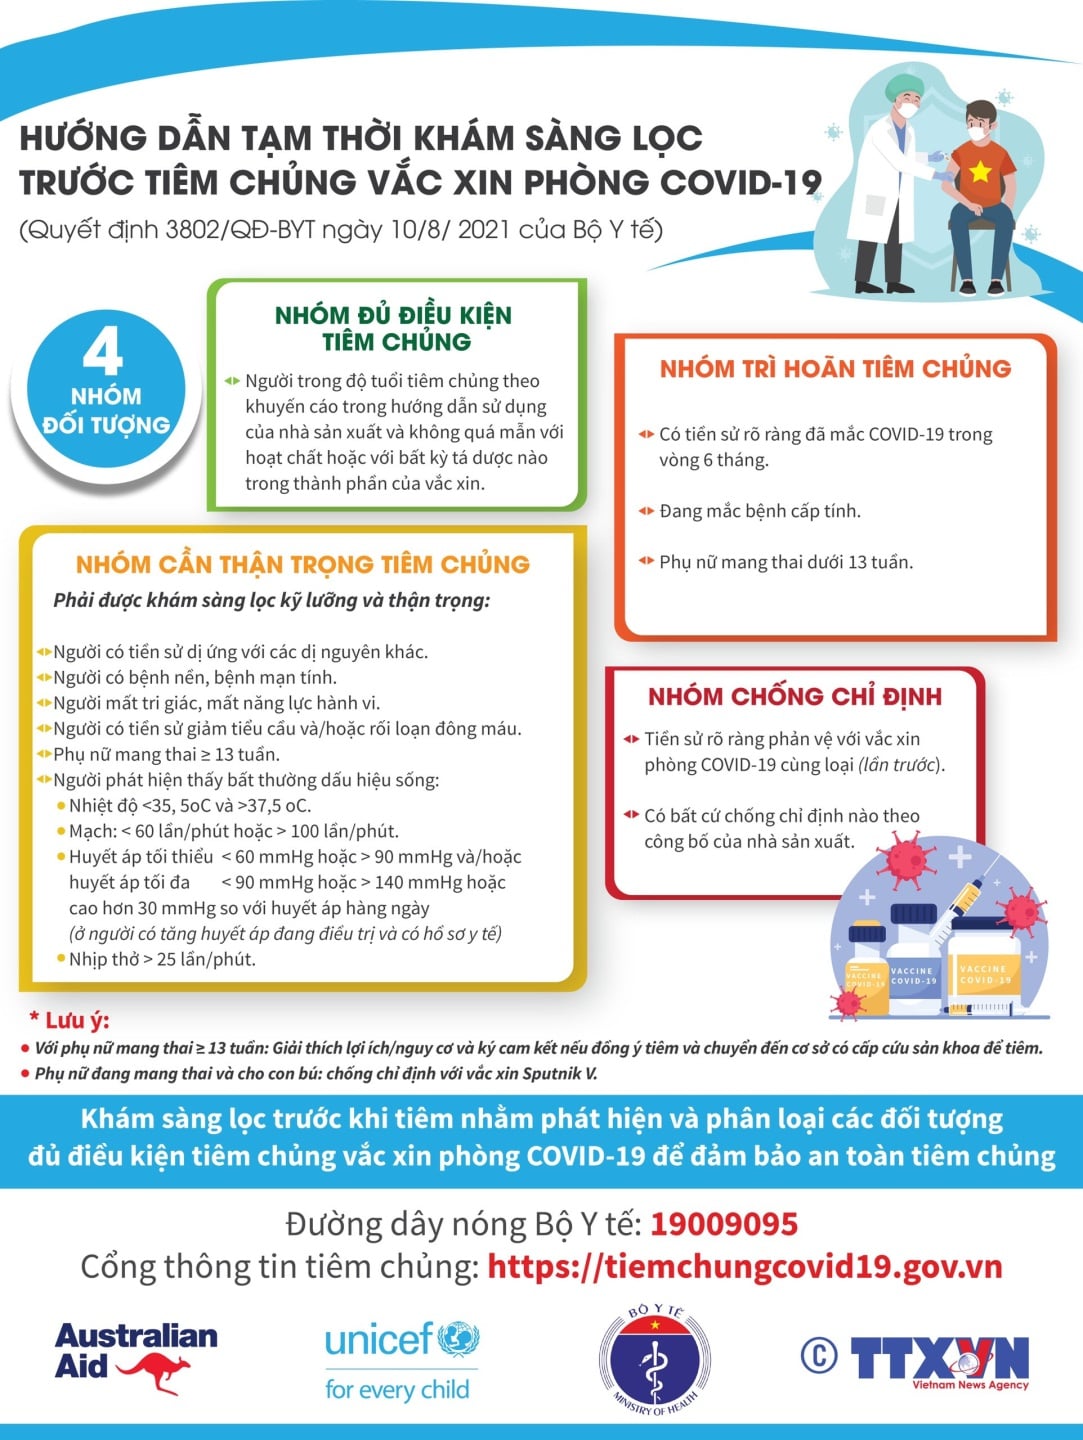 HƯỚNG DẪN TẠM THỜI KHÁM SÀNG LỌC
TRƯỚC TIÊM CHỦNG VẮC XIN PHÒNG COVID-19
(Quyết định 3802/QĐ-BYT ngày 10/8/ 2021 của Bộ Y tế)
4
NHÓM
ĐỐI TƯỢNG
NHÓM ĐỦ ĐIỀU KIỆN
TIÊM CHỦNG
Người trong độ tuổi tiêm chủng theo
khuyến cáo trong hướng dẫn sử dụng
của nhà sản xuất và không quá mẫn với
hoạt chất hoặc với bất kỳ tá dược nào
trong thành phần của vắc xin.
NHÓM TRÌ HOÃN TIÊM CHỦNG
Có tiền sử rõ ràng đã mắc COVID-19 trong
vòng 6 tháng.
Đang mắc bệnh cấp tính.
Phụ nữ mang thai dưới 13 tuần.
NHÓM CẦN THẬN TRỌNG TIÊM CHỦNG
Phải được khám sàng lọc kỹ lưỡng và thận trọng:
Người có tiền sử dị ứng với các dị nguyên khác.
Người có bệnh nền, bệnh mạn tính.
Người mất tri giác, mất năng lực hành vi.
Người có tiền sử giảm tiểu cầu và/hoặc rối loạn đông máu.
Phụ nữ mang thai ≥ 13 tuần.
Người phát hiện thấy bất thường dấu hiệu sống:
• Nhiệt độ <35, 5oC và >37,5 oC.
• Mạch: < 60 lần/phút hoặc > 100 lần/phút.
• Huyết áp tối thiểu < 60 mmHg hoặc > 90 mmHg và/hoặc
huyết áp tối đa < 90 mmHg hoặc > 140 mmHg hoặc
cao hơn 30 mmHg so với huyết áp hàng ngày
(ở người có tăng huyết áp đang điều trị và có hồ sơ y tế)
• Nhịp thở > 25 lần/phút.
NHÓM CHỐNG CHỈ ĐỊNH
Tiền sử rõ ràng phản vệ với vắc xin
phòng COVID-19 cùng loại (lần trước).
Có bất cứ chống chỉ định nào theo
công bố của nhà sản xuất.
VACCINE
COVID-19
VACCINE
COVID-19
VACCINE
COVID-19
* Lưu ý:
• Với phụ nữ mang thai ≥ 13 tuần: Giải thích lợi ích/nguy cơ và ký cam kết nếu đồng ý tiêm và chuyển đến cơ sở có cấp cứu sản khoa để tiêm.
• Phụ nữ đang mang thai và cho con bú: chống chỉ định với vắc xin Sputnik V.
Khám sàng lọc trước khi tiêm nhằm phát hiện và phân loại các đối tượng
đủ điều kiện tiêm chủng vắc xin phòng COVID-19 để đảm bảo an toàn tiêm chủng
Đường dây nóng Bộ Y tế: 19009095
Cổng thông tin tiêm chủng: https://tiemchungcovid19.gov.vn
Australian
Aid
unicef
for every child
BỘ Y TẾ
MINISTRY OF HEALTH
© TTXVN
Vietnam News Agency